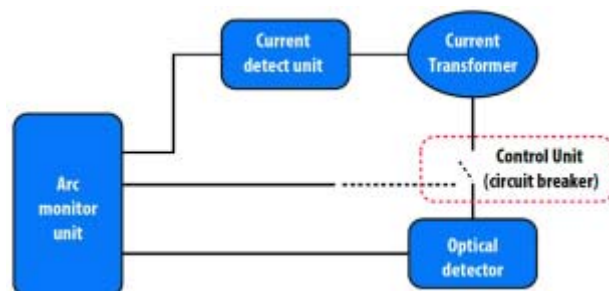 Current
detect unit
Current
Transformer
Control Unit
(circuit breaker)
Arc
monitor
unit
Optical
detector